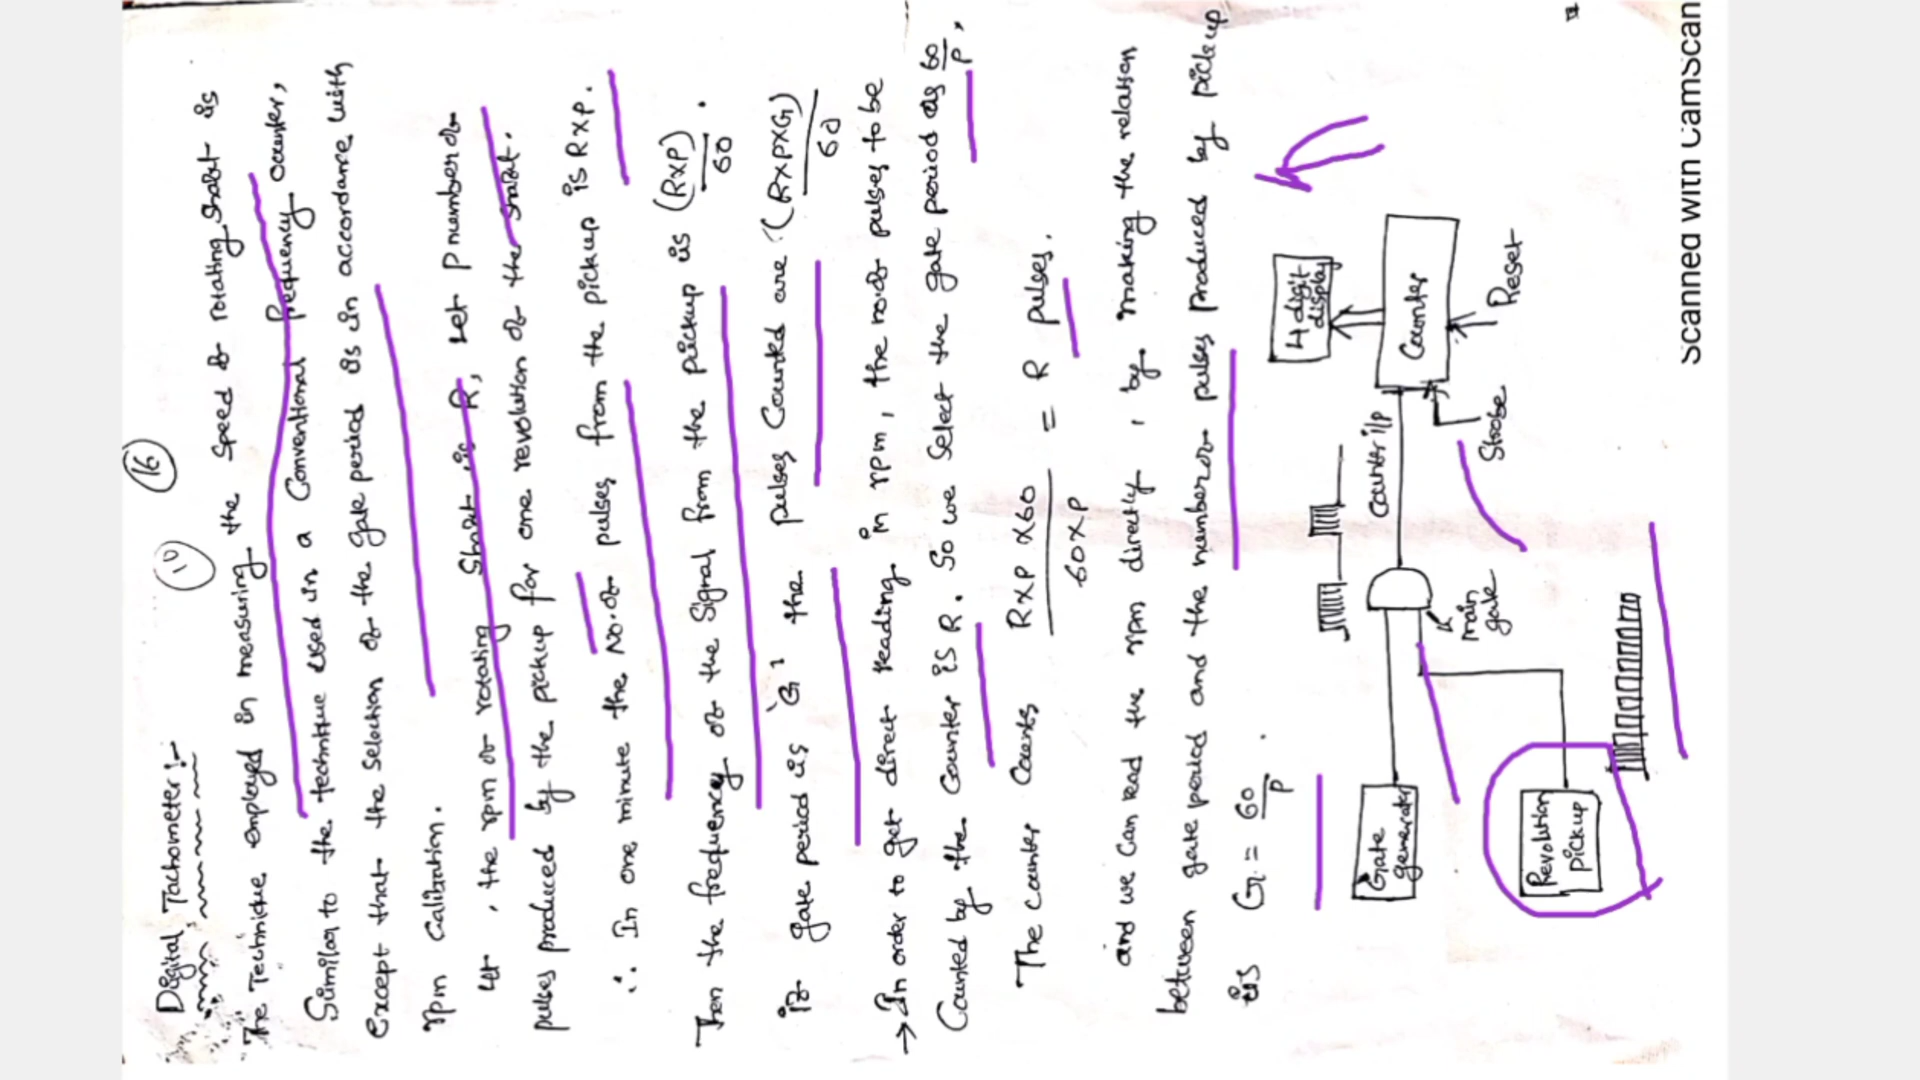 16
10
Digital Tachometer :-
The Technique employed in measuring the speed of rotating shaft is
Similar to the technique used in a Conventional frequency counter,
except that the selection of the gate period is in accordance with
rpm Calibration.
Let, the rpm of rotating Shaft is R, Let P number of
pulses produced by the pickup for one revolution of the shaft.
∴ In one minute the No. of pulses from the pickup is RXP.
Then the frequency of the Signal from the pickup is (RXP)/60.
if gate period is 'G' the pulses Counted are (RXPXG)/60
→ In order to get direct reading in rpm, the no. of pulses to be
Counted by the Counter is R. So we Select the gate period as 60/P,
The counter Counts RXP X60 / 60XP = R pulses.
and we Can read the rpm directly, by making the relation
between gate period and the number of pulses produced by pickup
is G = 60/P.
4 digit
display
Counter
Reset
Strobe
Counter i/p
main
gate
Gate
generator
Revolution
pickup
Scanned with CamScan